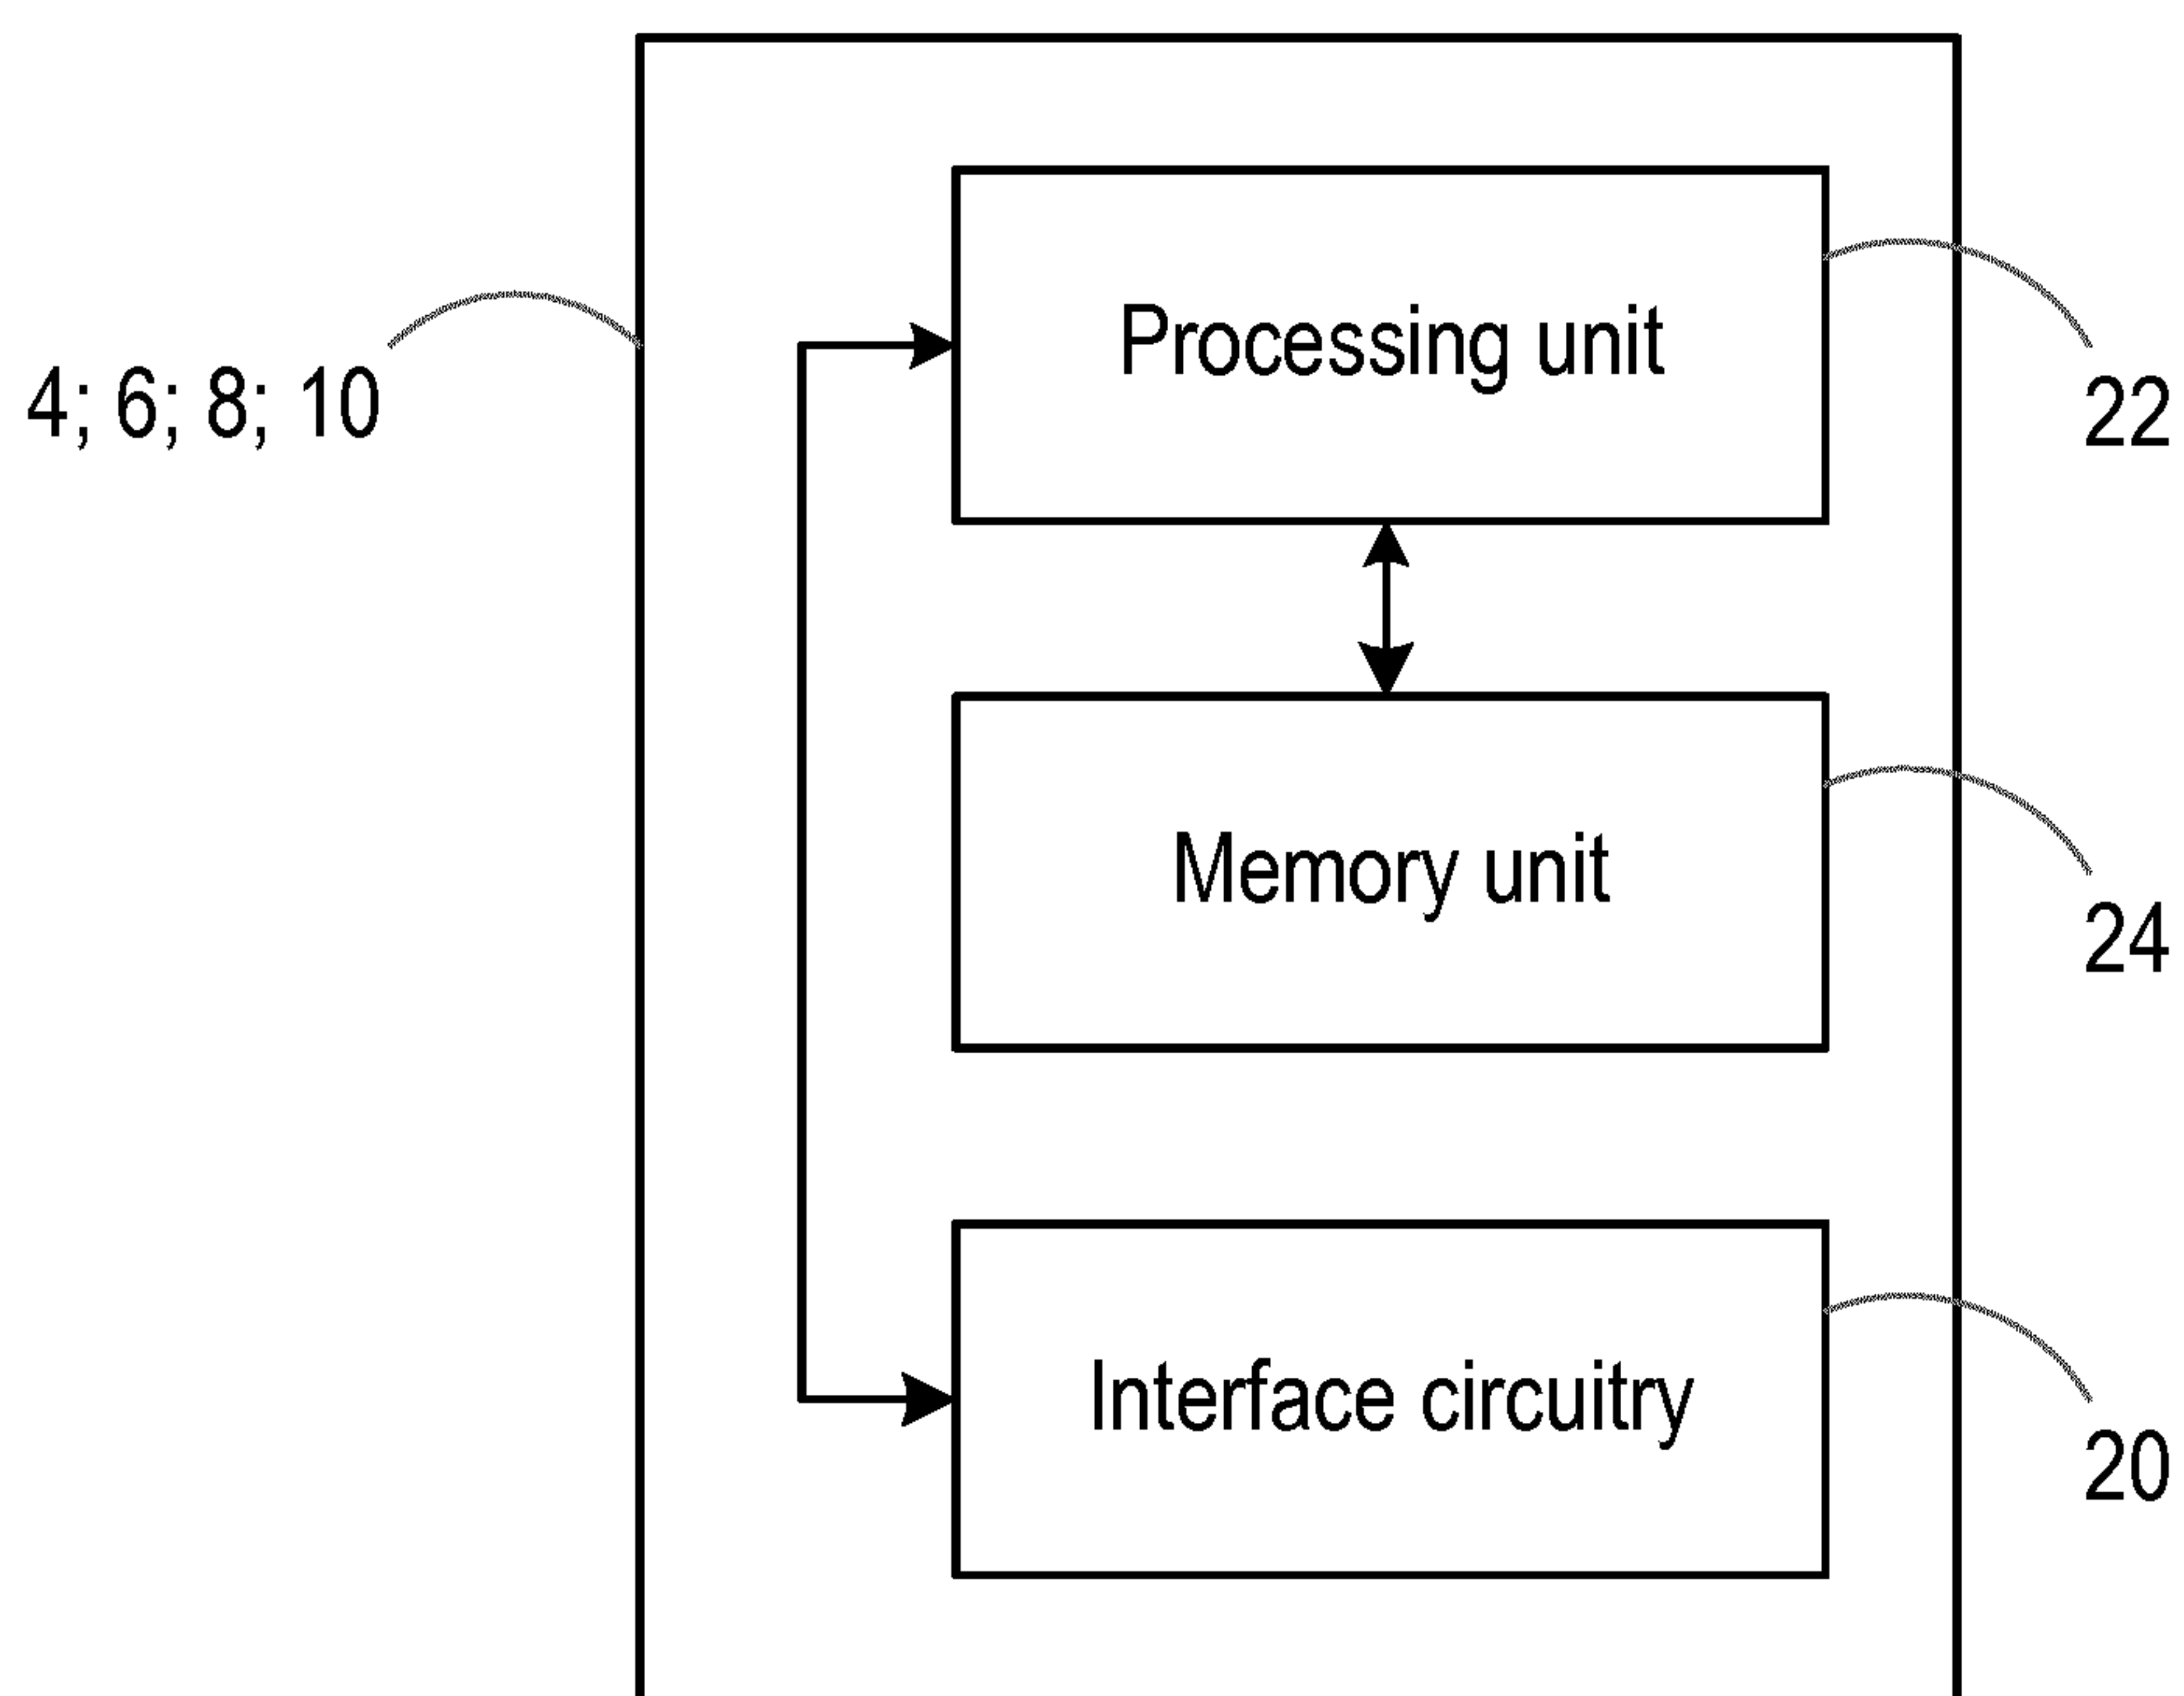 Processing unit
4; 6; 8; 10
22
Memory unit
24
Interface circuitry
20